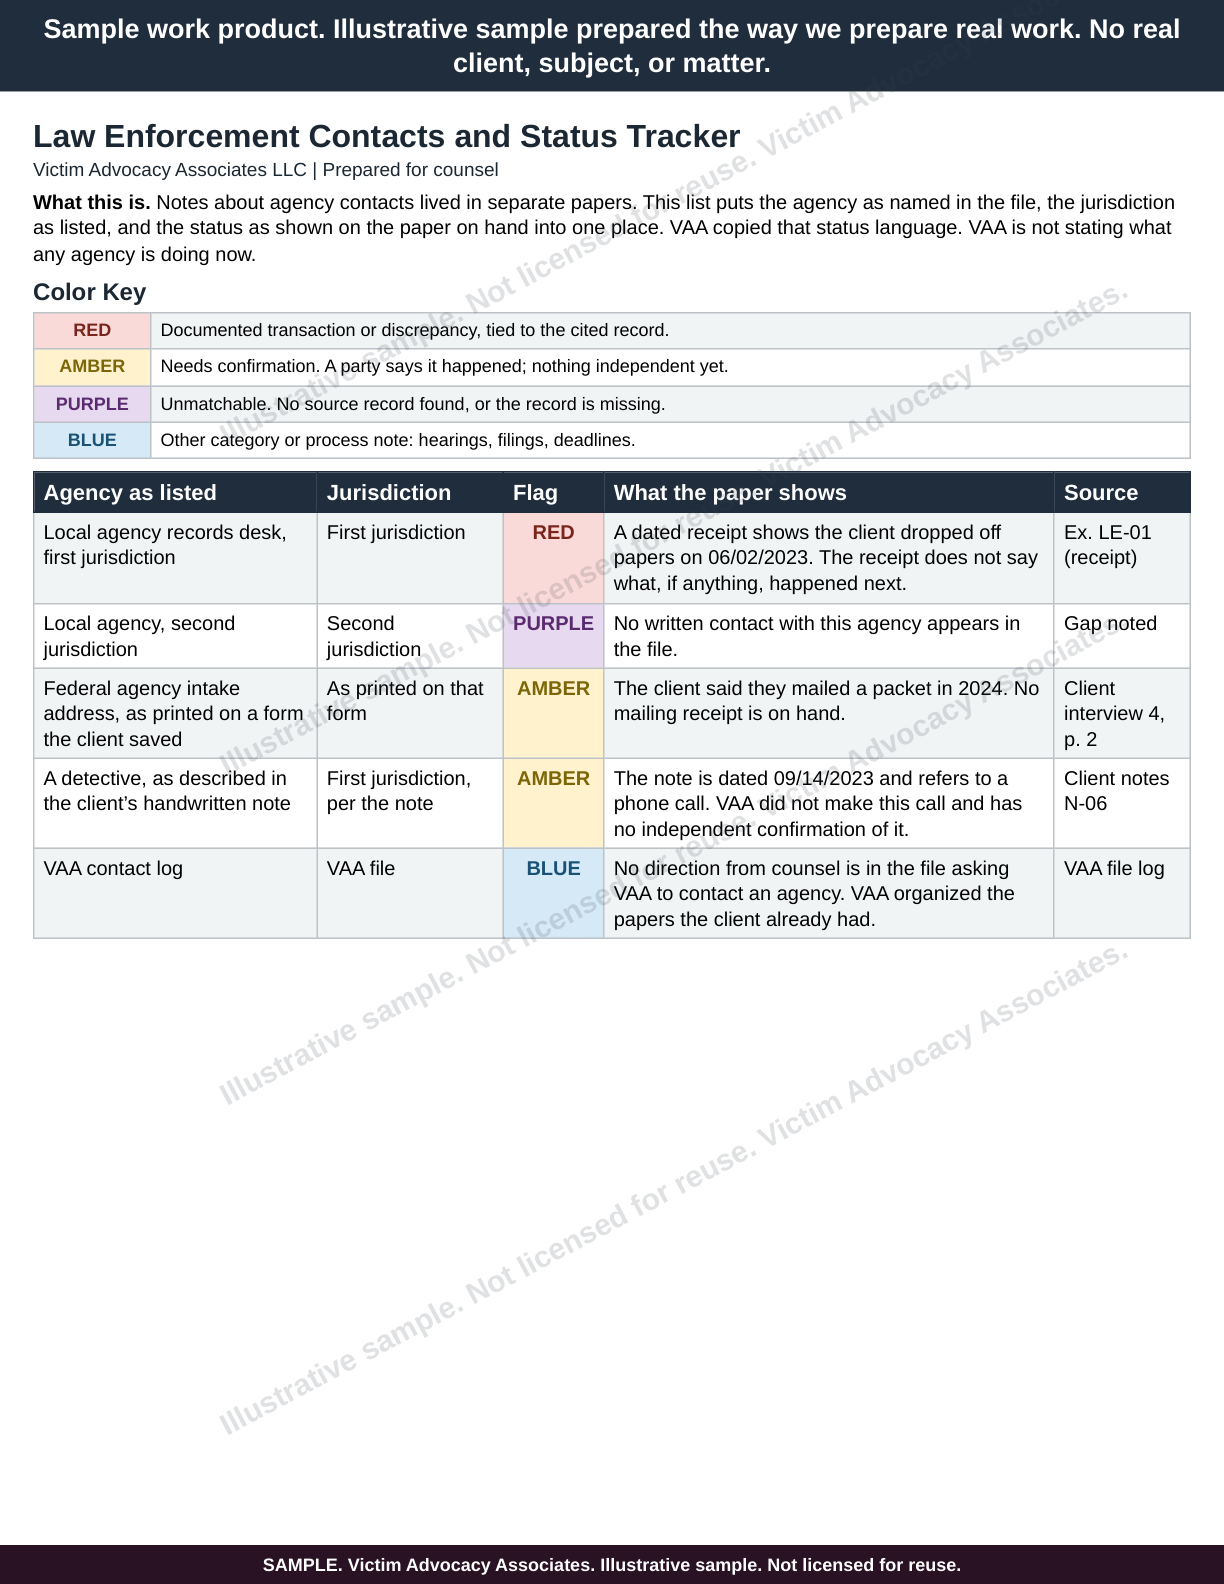 Sample work product. Illustrative sample prepared the way we prepare real work. No real
client, subject, or matter.
Law Enforcement Contacts and Status Tracker
Victim Advocacy Associates LLC | Prepared for counsel
What this is. Notes about agency contacts lived in separate papers. This list puts the agency as named in the file, the jurisdiction
as listed, and the status as shown on the paper on hand into one place. VAA copied that status language. VAA is not stating what
any agency is doing now.
Color Key
RED Documented transaction or discrepancy, tied to the cited record.
AMBER Needs confirmation. A party says it happened; nothing independent yet.
PURPLE Unmatchable. No source record found, or the record is missing.
BLUE Other category or process note: hearings, filings, deadlines.
Agency as listed Jurisdiction Flag What the paper shows Source
Local agency records desk,
first jurisdiction
First jurisdiction
RED
A dated receipt shows the client dropped off
papers on 06/02/2023. The receipt does not say
what, if anything, happened next.
Ex. LE-01
(receipt)
Local agency, second
jurisdiction
Second
jurisdiction
PURPLE
No written contact with this agency appears in
the file.
Gap noted
Federal agency intake
address, as printed on a form
the client saved
As printed on that
form
AMBER
The client said they mailed a packet in 2024. No
mailing receipt is on hand.
Client
interview 4,
p. 2
A detective, as described in
the client’s handwritten note
First jurisdiction,
per the note
AMBER
The note is dated 09/14/2023 and refers to a
phone call. VAA did not make this call and has
no independent confirmation of it.
Client notes
N-06
VAA contact log
VAA file
BLUE
No direction from counsel is in the file asking
VAA to contact an agency. VAA organized the
papers the client already had.
VAA file log
Illustrative sample. Not licensed for reuse. Victim Advocacy
Illustrative sample. Not licensed for reuse. Victim Advocacy Associates.
Illustrative sample. Not licensed for reuse. Victim Advocacy Associates.
Illustrative sample. Not licensed for reuse. Victim Advocacy Associates.
SAMPLE. Victim Advocacy Associates. Illustrative sample. Not licensed for reuse.